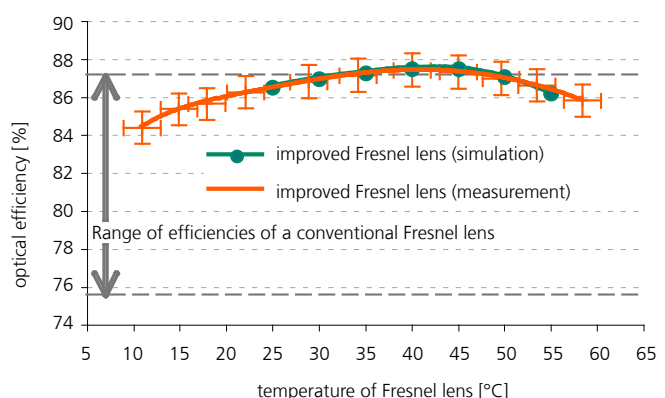 90
88
86
84
82
80
78
76
74
optical efficiency [%]
improved Fresnel lens (simulation)
improved Fresnel lens (measurement)
Range of efficiencies of a conventional Fresnel lens
5 10 15 20 25 30 35 40 45 50 55 60 65
temperature of Fresnel lens [°C]